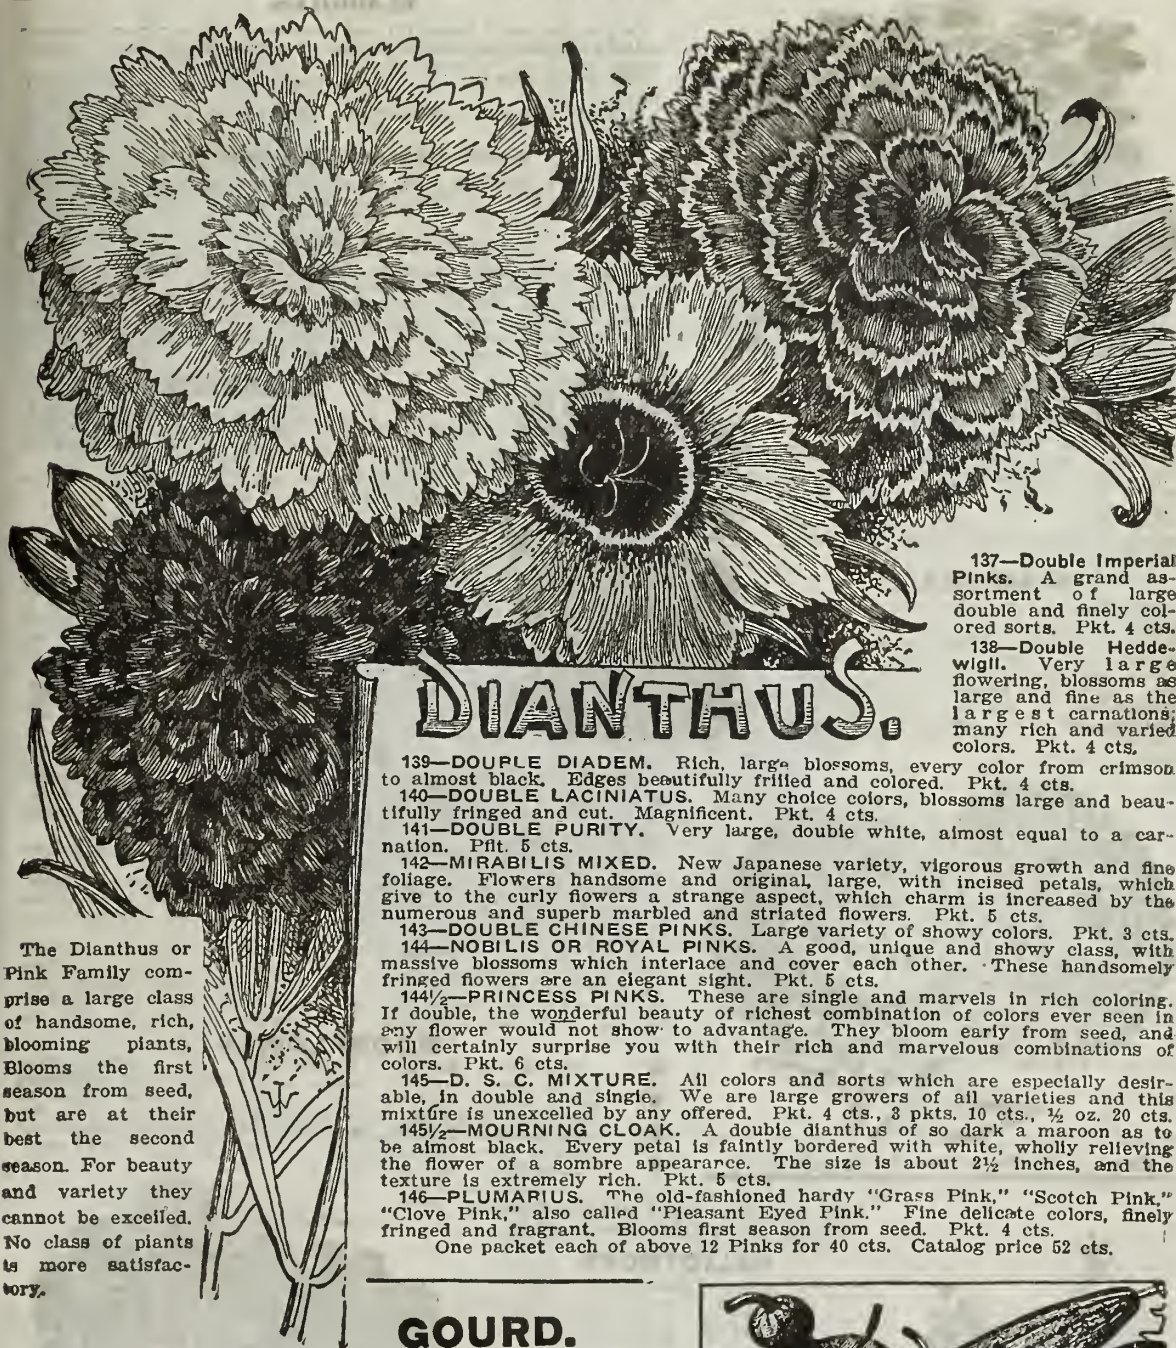 137—Double Imperial
Pinks. A grand as-
sortment of large
double and finely col-
ored sorts. Pkt. 4 cts.
138—Double Hedde-
wigii. Very large
flowering, blossoms as
large and fine as the
largest carnations;
many rich and varied
colors. Pkt. 4 cts.
DIANTHUS.
139—DOUPLE DIADEM. Rich, large blossoms, every color from crimson
to almost black. Edges beautifully frilled and colored. Pkt. 4 cts.
140—DOUBLE LACINIATUS. Many choice colors, blossoms large and beau-
tifully fringed and cut. Magnificent. Pkt. 4 cts.
141—DOUBLE PURITY. Very large, double white, almost equal to a car-
nation. Pflt. 5 cts.
142—MIRABILIS MIXED. New Japanese variety, vigorous growth and fine
foliage. Flowers handsome and original, large, with incised petals, which
give to the curly flowers a strange aspect, which charm is increased by the
numerous and superb marbled and striated flowers. Pkt. 5 cts.
143—DOUBLE CHINESE PINKS. Large variety of showy colors. Pkt. 3 cts.
144—NOBILIS OR ROYAL PINKS. A good, unique and showy class, with
massive blossoms which interlace and cover each other. These handsomely
fringed flowers are an elegant sight. Pkt. 5 cts.
144½—PRINCESS PINKS. These are single and marvels in rich coloring.
If double, the wonderful beauty of richest combination of colors ever seen in
any flower would not show to advantage. They bloom early from seed, and
will certainly surprise you with their rich and marvelous combinations of
colors. Pkt. 6 cts.
145—D. S. C. MIXTURE. All colors and sorts which are especially desir-
able, in double and single. We are large growers of all varieties and this
mixture is unexcelled by any offered. Pkt. 4 cts., 3 pkts. 10 cts., ½ oz. 20 cts.
145½—MOURNING CLOAK. A double dianthus of so dark a maroon as to
be almost black. Every petal is faintly bordered with white, wholly relieving
the flower of a sombre appearance. The size is about 2½ inches, and the
texture is extremely rich. Pkt. 5 cts.
146—PLUMARIUS. The old-fashioned hardy "Grass Pink," "Scotch Pink,"
"Clove Pink," also called "Pleasant Eyed Pink." Fine delicate colors, finely
fringed and fragrant. Blooms first season from seed. Pkt. 4 cts.
One packet each of above 12 Pinks for 40 cts. Catalog price 52 cts.
The Dianthus or
Pink Family com-
prise a large class
of handsome, rich,
blooming plants,
Blooms the first
season from seed,
but are at their
best the second
season. For beauty
and variety they
cannot be excelled.
No class of plants
is more satisfac-
tory.
GOURD.